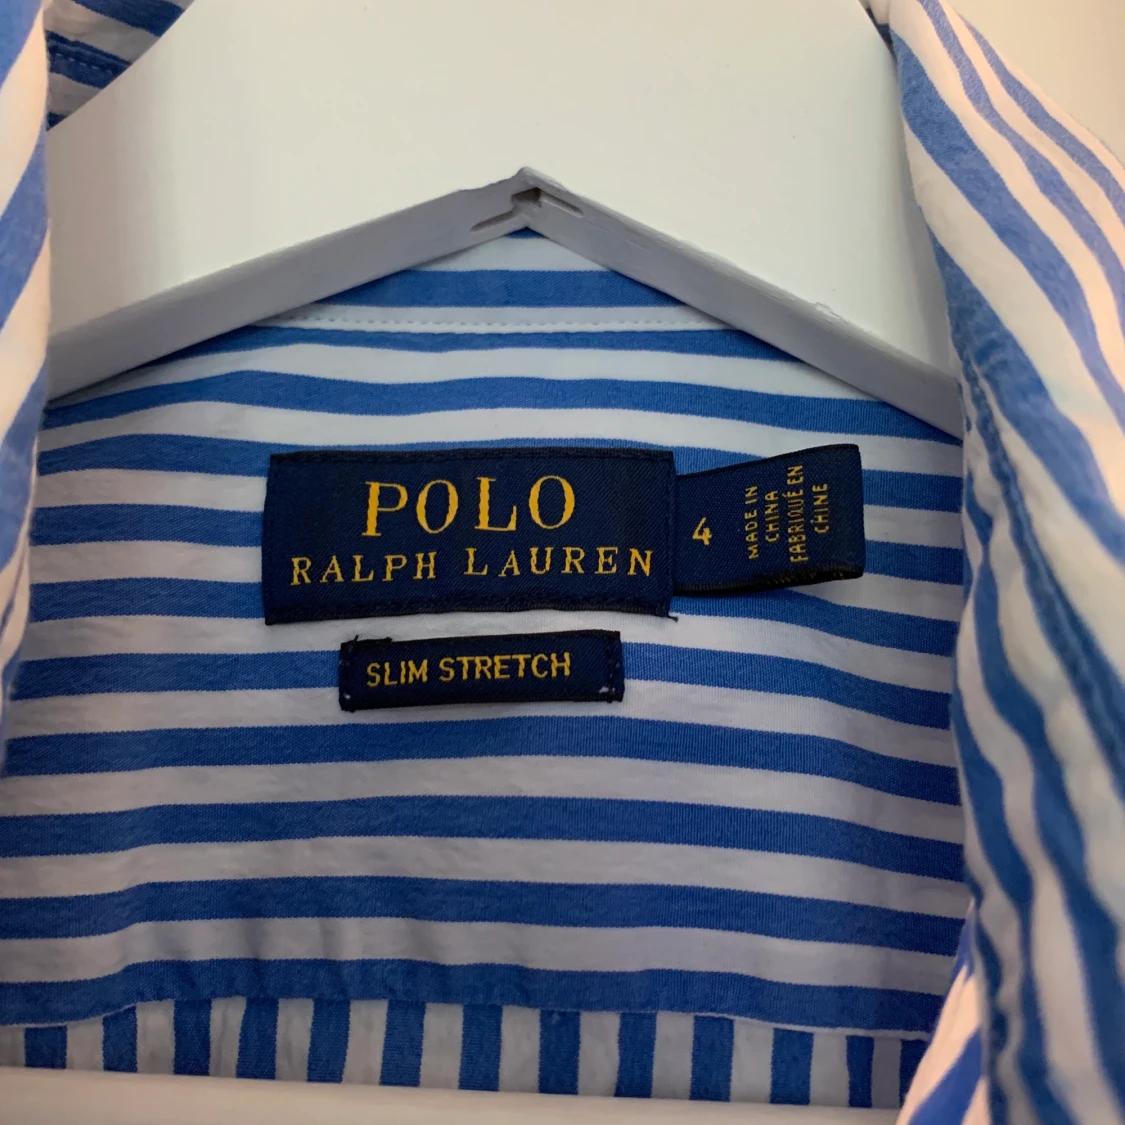 POLO
RALPH LAUREN
4
MADE IN
CHINA
FABRIQUÉ EN
CHINE
SLIM STRETCH